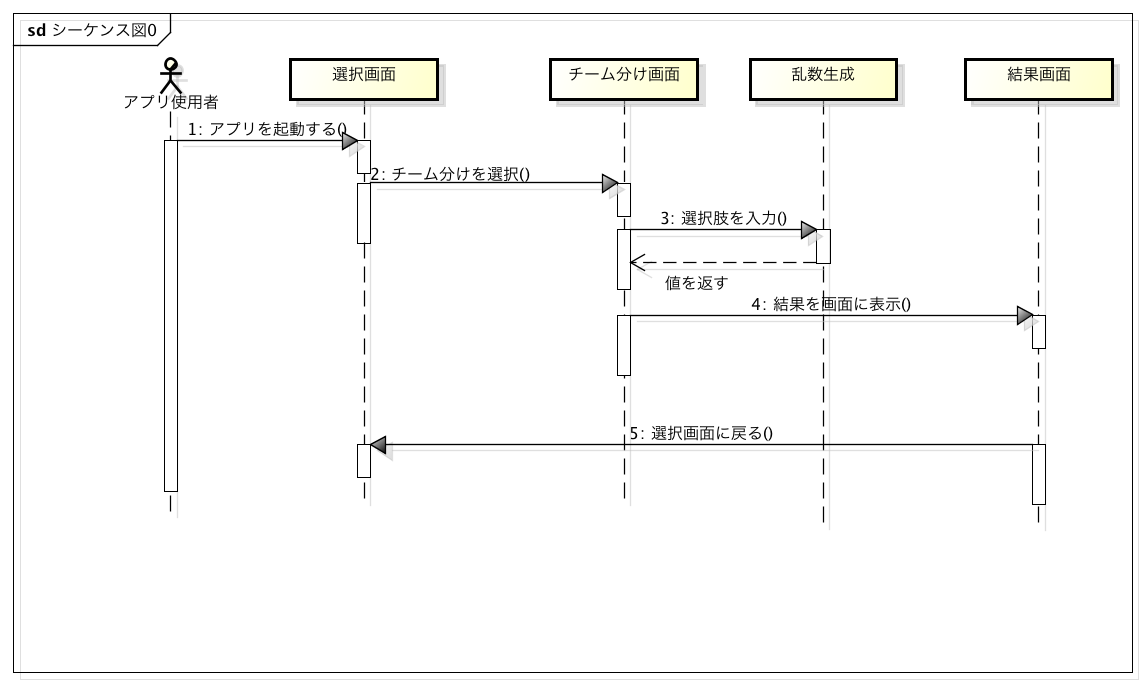 sd シーケンス図0
アプリ使用者
選択画面
チーム分け画面
乱数生成
結果画面
1: アプリを起動する()
2: チーム分けを選択()
3: 選択肢を入力()
値を返す
4: 結果を画面に表示()
5: 選択画面に戻る()